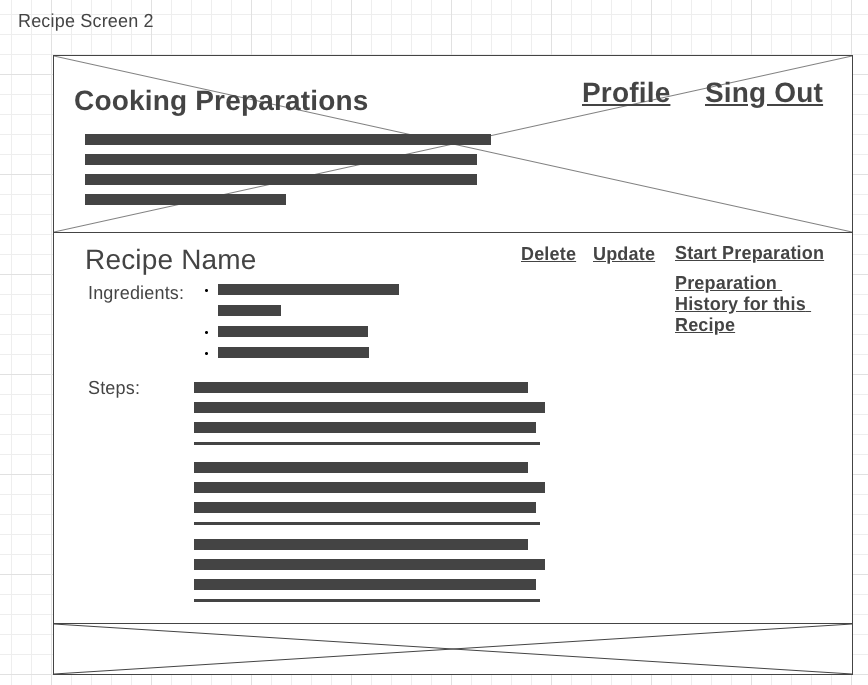 Recipe Screen 2
Cooking Preparations
Profile
Sing Out
Recipe Name
Delete
Update
Start Preparation
Ingredients:
Preparation
History for this
Recipe
Steps: